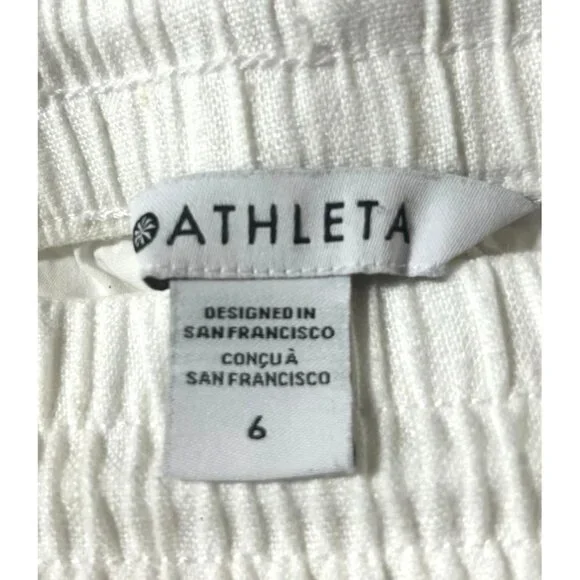 ATHLETA
DESIGNED IN
SAN FRANCISCO
CONÇU À
SAN FRANCISCO
6